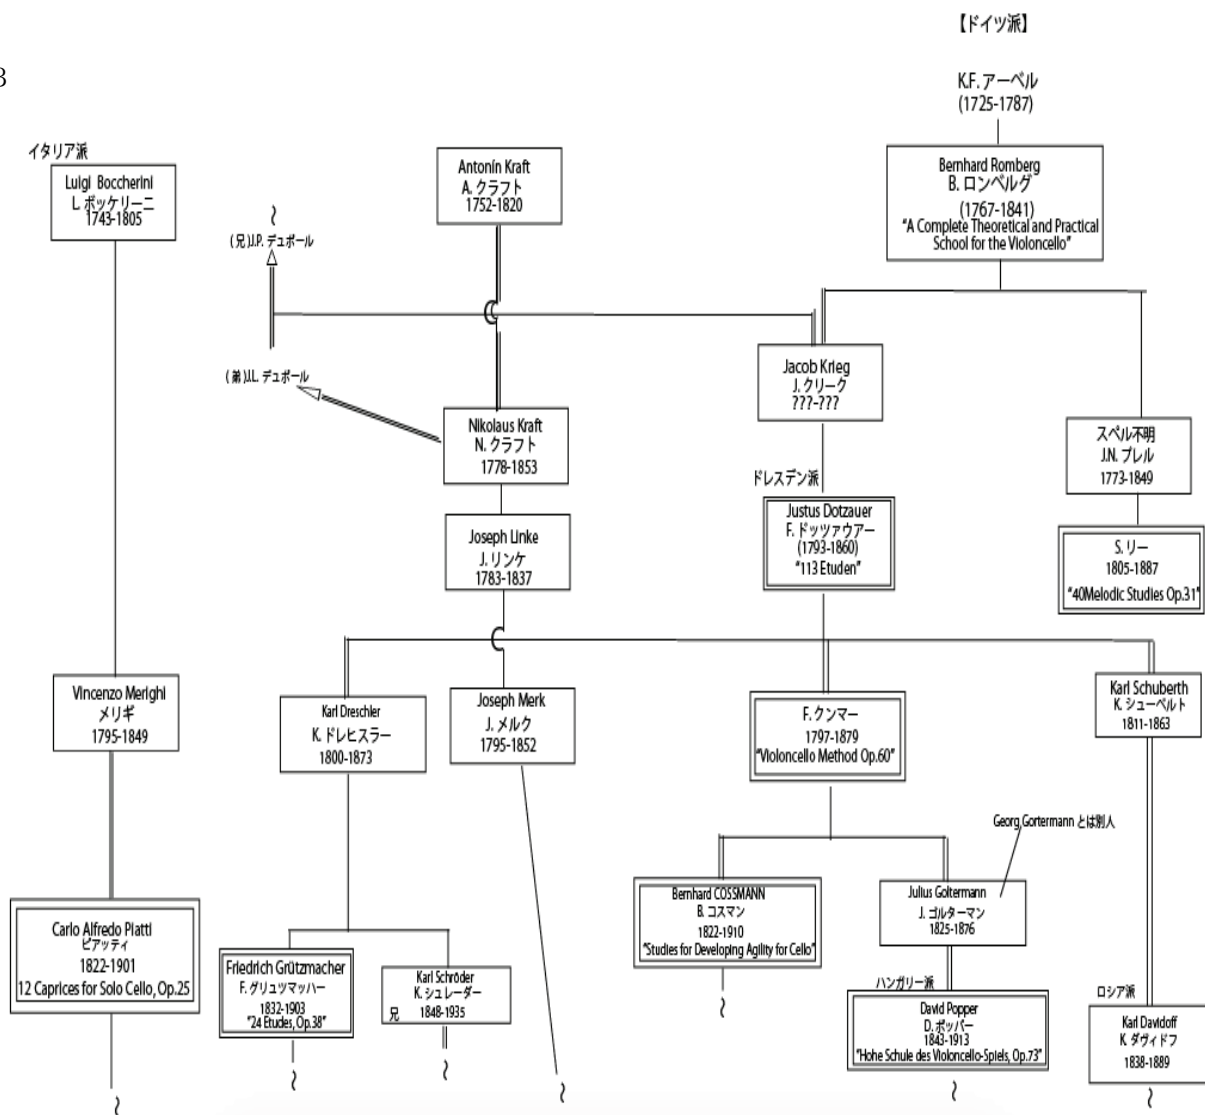 【ドイツ派】
3
K.F. アーベル
(1725-1787)
イタリア派
Luigi Boccherini
L. ボッケリーニ
1743-1805
Antonín Kraft
A. クラフト
1752-1820
Bernhard Romberg
B. ロンベルグ
(1767-1841)
"A Complete Theoretical and Practical
School for the Violoncello"
(兄)J.P. デュポール
(弟)J.L. デュポール
Jacob Krieg
J. クリーク
???-???
Nikolaus Kraft
N. クラフト
1778-1853
スペル不明
J.N. プレル
1773-1849
ドレスデン派
Justus Dotzauer
F. ドッツァウアー
(1793-1860)
"113 Etuden"
Joseph Linke
J. リンケ
1783-1837
S. リー
1805-1887
"40Melodic Studies Op.31"
Vincenzo Merighi
メリギ
1795-1849
Karl Dreschler
K. ドレヒスラー
1800-1873
Joseph Merk
J. メルク
1795-1852
F. クンマー
1797-1879
"Violoncello Method Op.60"
Karl Schuberth
K. シューベルト
1811-1863
Georg Gortermann とは別人
Carlo Alfredo Piatti
ピアッティ
1822-1901
12 Caprices for Solo Cello, Op.25
Friedrich Grützmacher
F. グリュツマッハー
1832-1903
"24 Etudes, Op.38"
Karl Schröder
K. シュレーダー
兄 1848-1935
Bernhard COSSMANN
B. コスマン
1822-1910
"Studies for Developing Agility for Cello"
Julius Goltermann
J. ゴルターマン
1825-1876
ハンガリー派
David Popper
D. ポッパー
1843-1913
"Hohe Schule des Violoncello-Spiels, Op.73"
ロシア派
Karl Davidoff
K. ダヴィドフ
1838-1889